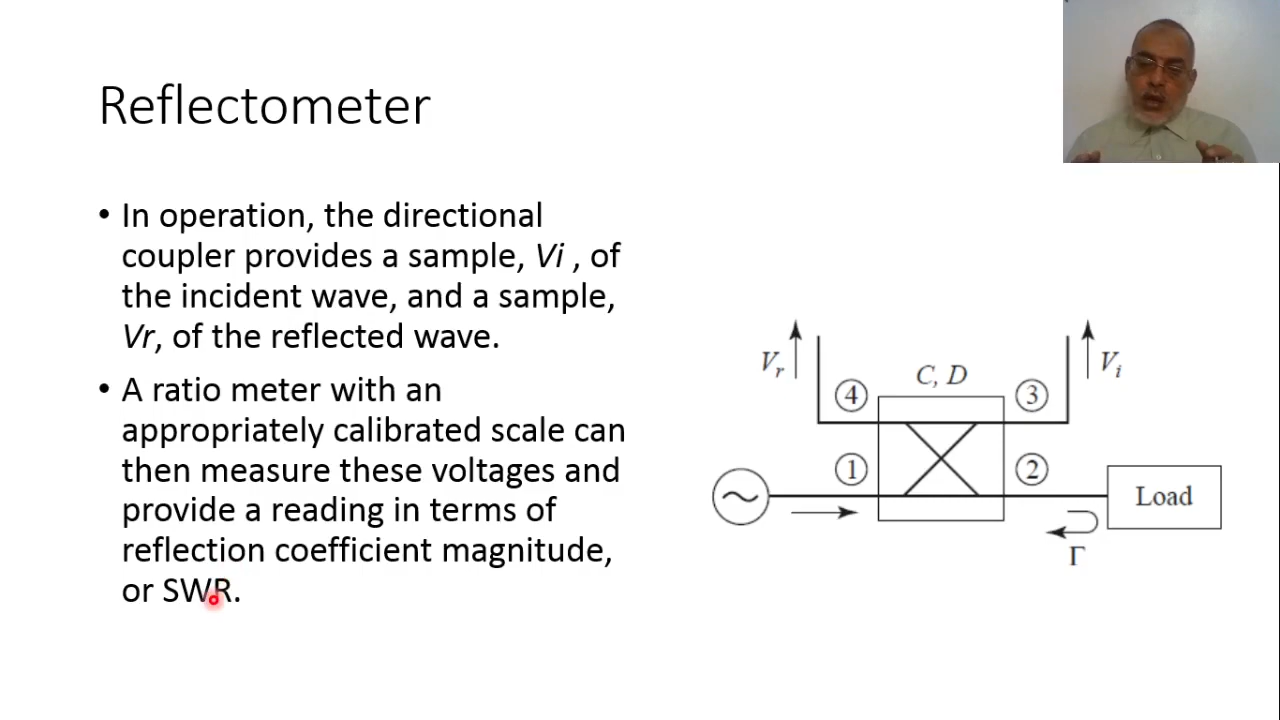 Reflectometer
• In operation, the directional
coupler provides a sample, Vi , of
the incident wave, and a sample,
Vr, of the reflected wave.
• A ratio meter with an
appropriately calibrated scale can
then measure these voltages and
provide a reading in terms of
reflection coefficient magnitude,
or SWR.
Vr
Vi
C, D
④
③
①
②
Load
Γ